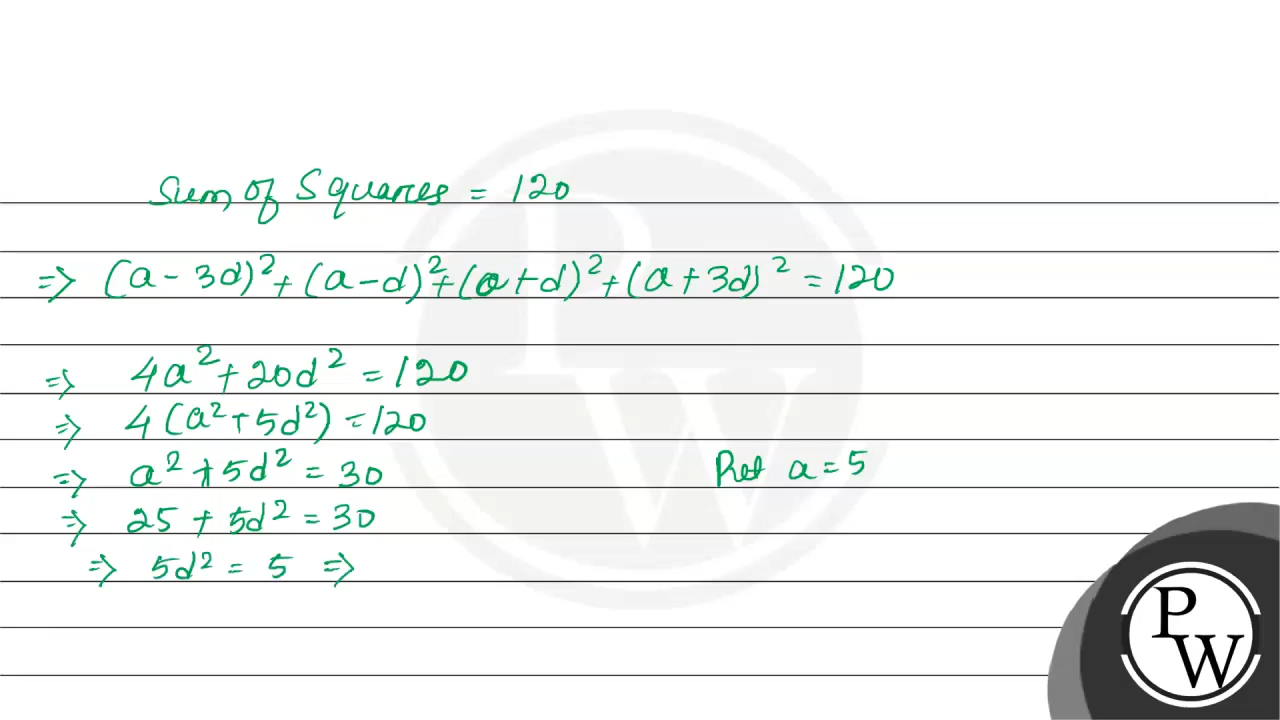 Sum of Squares = 120
=> (a - 3d)² + (a - d)² + (a + d)² + (a + 3d)² = 120
=> 4a² + 20d² = 120
=> 4(a² + 5d²) = 120
=> a² + 5d² = 30
Put a = 5
=> 25 + 5d² = 30
=> 5d² = 5 =>
PW
PW